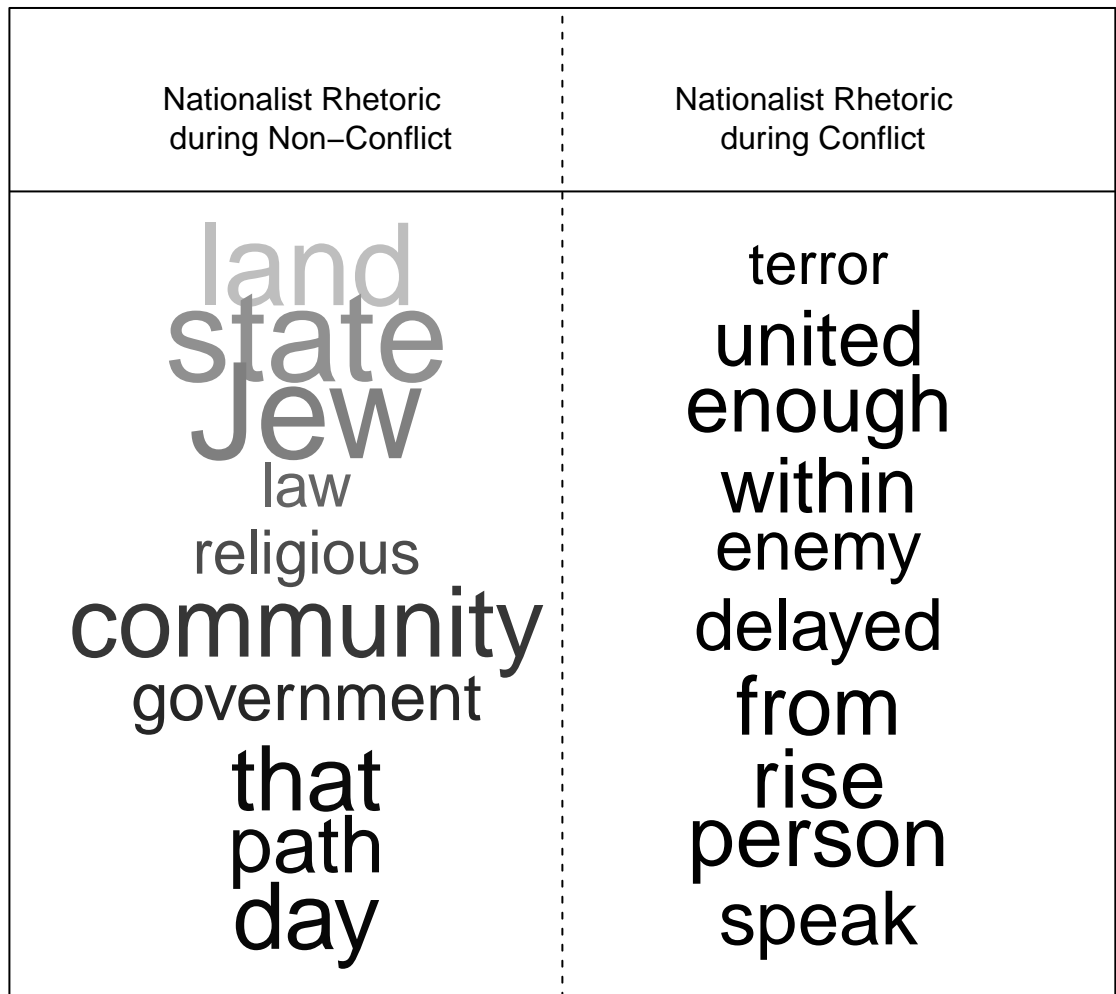 Nationalist Rhetoric
during Non−Conflict
Nationalist Rhetoric
during Conflict
land
state
Jew
law
religious
community
government
that
path
day
terror
united
enough
within
enemy
delayed
from
rise
person
speak